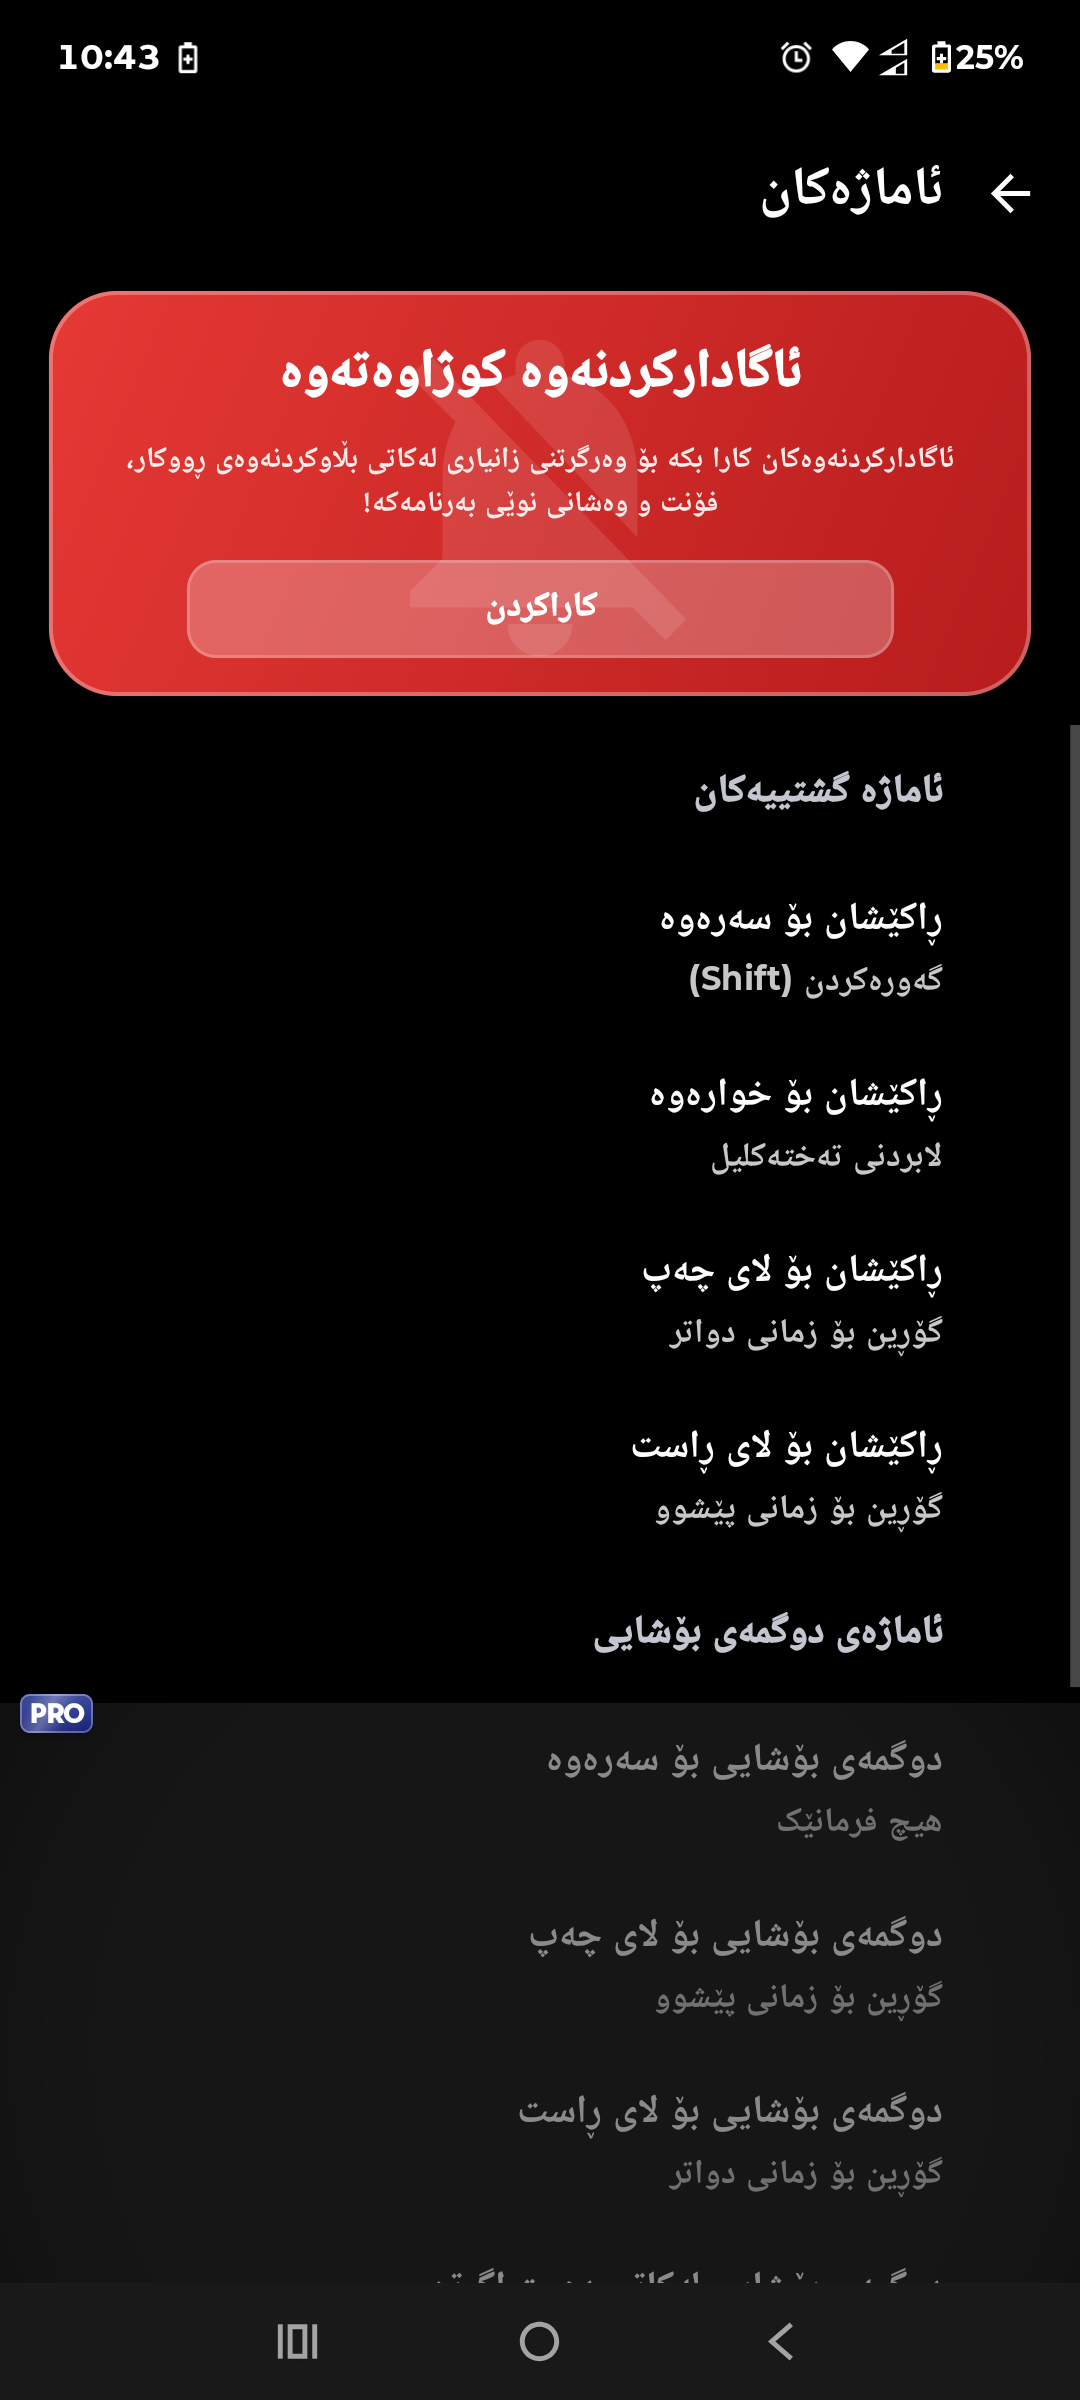 10:43
25%
ئاماژەکان
ئاگادارکردنەوە کوژاوەتەوە
ئاگادارکردنەوەکان کارا بکە بۆ وەرگرتنی زانیاری لەکاتی بڵاوکردنەوەی ڕووکار،
فۆنت و وەشانی نوێی بەرنامەکە!
کاراکردن
ئاماژە گشتییەکان
ڕاکێشان بۆ سەرەوە
گەورەکردن (Shift)
ڕاکێشان بۆ خوارەوە
لابردنی تەختەکلیل
ڕاکێشان بۆ لای چەپ
گۆڕین بۆ زمانی دواتر
ڕاکێشان بۆ لای ڕاست
گۆڕین بۆ زمانی پێشوو
ئاماژەی دوگمەی بۆشایی
PRO
دوگمەی بۆشایی بۆ سەرەوە
هیچ فرمانێک
دوگمەی بۆشایی بۆ لای چەپ
گۆڕین بۆ زمانی پێشوو
دوگمەی بۆشایی بۆ لای ڕاست
گۆڕین بۆ زمانی دواتر